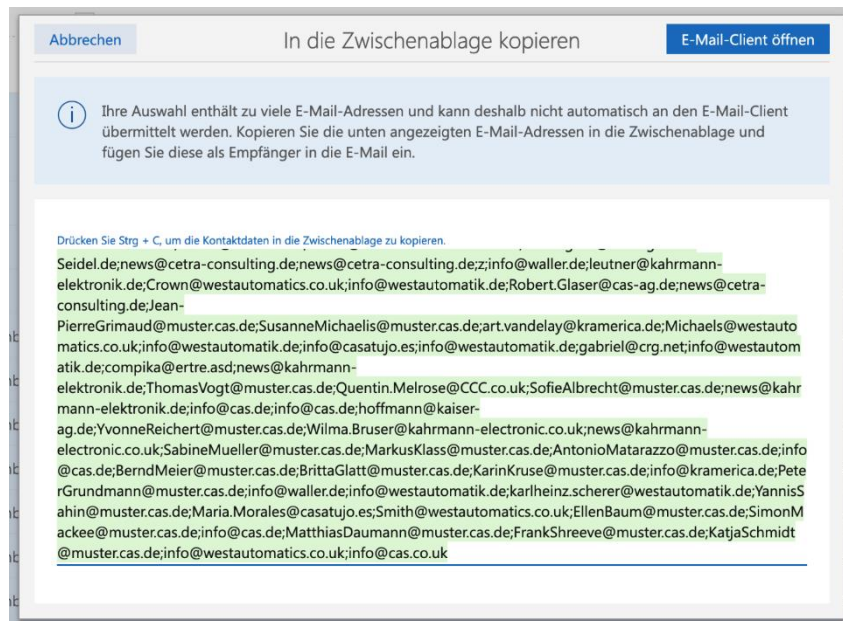 Abbrechen
In die Zwischenablage kopieren
E-Mail-Client öffnen
Ihre Auswahl enthält zu viele E-Mail-Adressen und kann deshalb nicht automatisch an den E-Mail-Client
übermittelt werden. Kopieren Sie die unten angezeigten E-Mail-Adressen in die Zwischenablage und
fügen Sie diese als Empfänger in die E-Mail ein.
Drücken Sie Strg + C, um die Kontaktdaten in die Zwischenablage zu kopieren.
Seidel.de;news@cetra-consulting.de;news@cetra-consulting.de;z;info@waller.de;leutner@kahrmann-
elektronik.de;Crown@westautomatics.co.uk;info@westautomatik.de;Robert.Glaser@cas-ag.de;news@cetra-
consulting.de;Jean-
PierreGrimaud@muster.cas.de;SusanneMichaelis@muster.cas.de;art.vandelay@kramerica.de;Michaels@westauto
matics.co.uk;info@westautomatik.de;info@casatujo.es;info@westautomatik.de;gabriel@crg.net;info@westautom
atik.de;compika@ertre.asd;news@kahrmann-
elektronik.de;ThomasVogt@muster.cas.de;Quentin.Melrose@CCC.co.uk;SofieAlbrecht@muster.cas.de;news@kahr
mann-elektronik.de;info@cas.de;info@cas.de;hoffmann@kaiser-
ag.de;YvonneReichert@muster.cas.de;Wilma.Bruser@kahrmann-electronic.co.uk;news@kahrmann-
electronic.co.uk;SabineMueller@muster.cas.de;MarkusKlass@muster.cas.de;AntonioMatarazzo@muster.cas.de;info
@cas.de;BerndMeier@muster.cas.de;BrittaGlatt@muster.cas.de;KarinKruse@muster.cas.de;info@kramerica.de;Pete
rGrundmann@muster.cas.de;info@waller.de;info@westautomatik.de;karlheinz.scherer@westautomatik.de;YannisS
ahin@muster.cas.de;Maria.Morales@casatujo.es;Smith@westautomatics.co.uk;EllenBaum@muster.cas.de;SimonM
ackee@muster.cas.de;info@cas.de;MatthiasDaumann@muster.cas.de;FrankShreeve@muster.cas.de;KatjaSchmidt
@muster.cas.de;info@westautomatics.co.uk;info@cas.co.uk